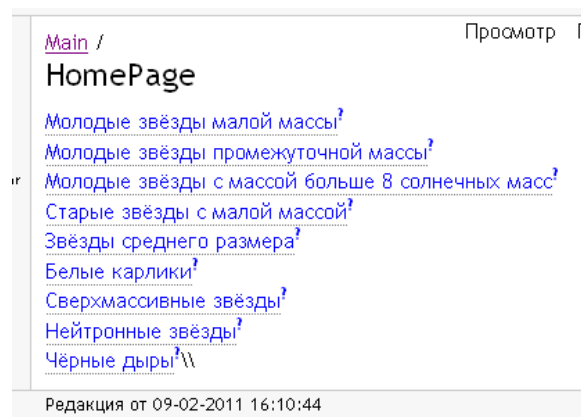 Main /
Просмотр
HomePage
Молодые звёзды малой массы?
Молодые звёзды промежуточной массы?
Молодые звёзды с массой больше 8 солнечных масс?
Старые звёзды с малой массой?
Звёзды среднего размера?
Белые карлики?
Сверхмассивные звёзды?
Нейтронные звёзды?
Чёрные дыры?\\
Редакция от 09-02-2011 16:10:44